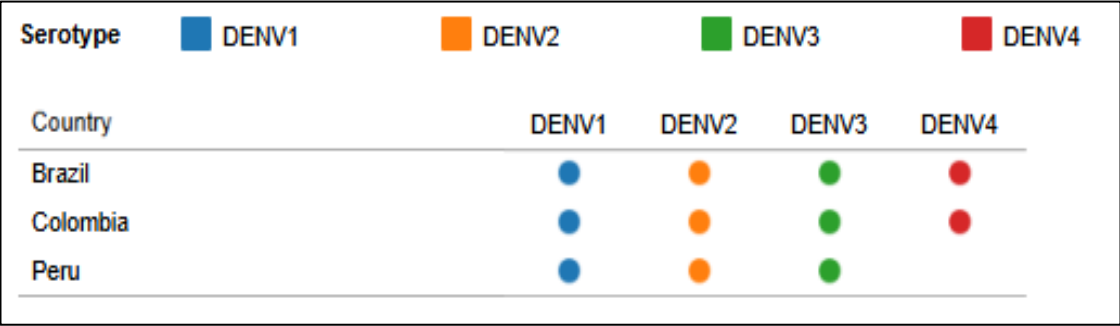 Serotype DENV1 DENV2 DENV3 DENV4
Country DENV1 DENV2 DENV3 DENV4
Brazil
Colombia
Peru